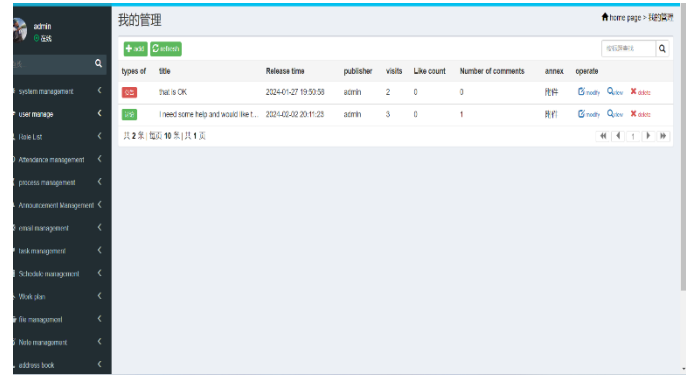 admin
在线
我的管理
home page > 我的管理
+ add
refresh
types of title Release time publisher visits Like count Number of comments annex operate
that is OK 2024-01-27 19:50:58 admin 2 0 0 附件 modify view delete
I need some help and would like t... 2024-02-02 20:11:23 admin 3 0 1 附件 modify view delete
共 2 条 | 每页 10 条 | 共 1 页
1
system management
user manage
Role List
Attendance management
process management
Announcement Management
email management
task management
Schedule management
Work plan
file management
Note management
address book